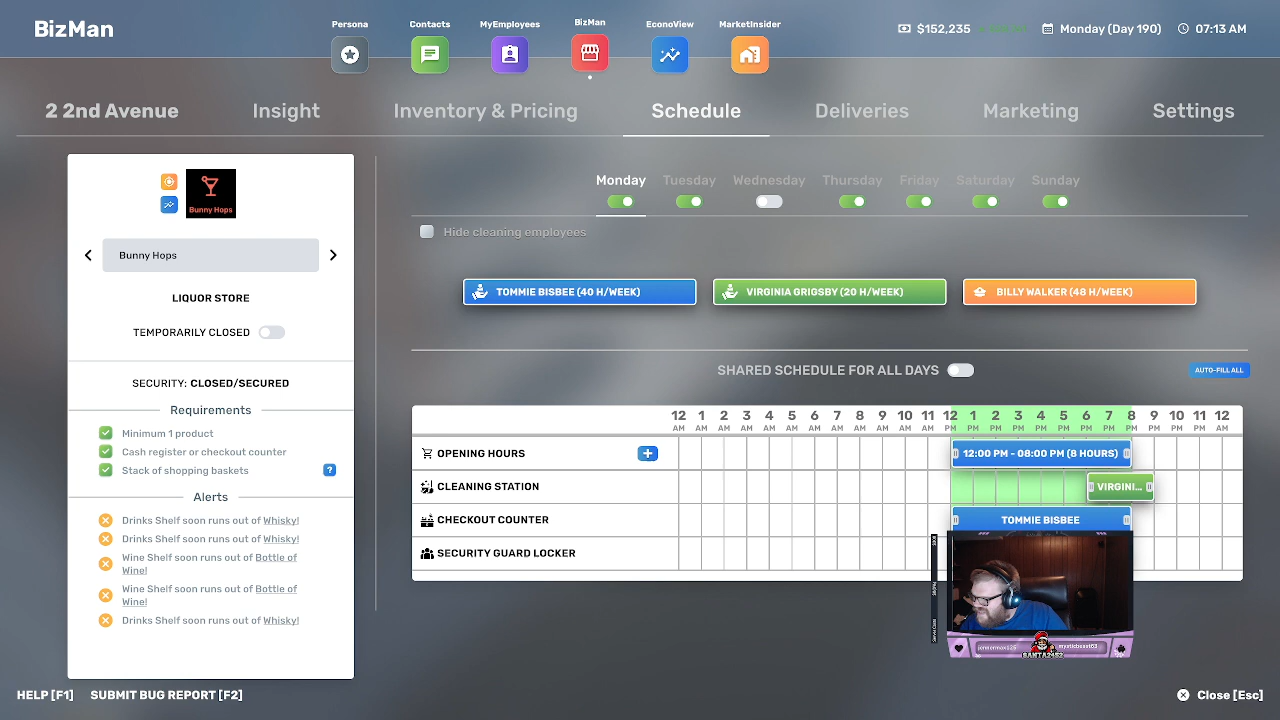 BizMan
Persona
Contacts
MyEmployees
BizMan
EconoView
MarketInsider
$152,235
Monday (Day 190)
07:13 AM
2 2nd Avenue
Insight
Inventory & Pricing
Schedule
Deliveries
Marketing
Settings
Bunny Hops
Bunny Hops
LIQUOR STORE
TEMPORARILY CLOSED
SECURITY: CLOSED/SECURED
Requirements
Minimum 1 product
Cash register or checkout counter
Stack of shopping baskets
?
Alerts
Drinks Shelf soon runs out of Whisky!
Drinks Shelf soon runs out of Whisky!
Wine Shelf soon runs out of Bottle of
Wine!
Wine Shelf soon runs out of Bottle of
Wine!
Drinks Shelf soon runs out of Whisky!
Monday Tuesday Wednesday Thursday Friday Saturday Sunday
Hide cleaning employees
TOMMIE BISBEE (40 H/WEEK)
VIRGINIA GRIGSBY (20 H/WEEK)
BILLY WALKER (48 H/WEEK)
SHARED SCHEDULE FOR ALL DAYS
AUTO-FILL ALL
12 1 2 3 4 5 6 7 8 9 10 11 12 1 2 3 4 5 6 7 8 9 10 11 12
AM AM AM AM AM AM AM AM AM AM AM AM PM PM PM PM PM PM PM PM PM PM PM PM AM
OPENING HOURS
12:00 PM - 08:00 PM (8 HOURS)
CLEANING STATION
VIRGINI...
CHECKOUT COUNTER
TOMMIE BISBEE
SECURITY GUARD LOCKER
SANTA2452
mysticbeast63
HELP [F1]
SUBMIT BUG REPORT [F2]
Close [Esc]